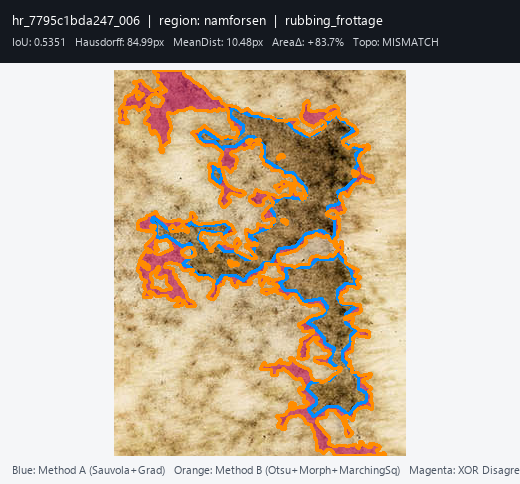 hr_7795c1bda247_006 | region: namforsen | rubbing_frottage
IoU: 0.5351 Hausdorff: 84.99px MeanDist: 10.48px AreaΔ: +83.7% Topo: MISMATCH
Blue: Method A (Sauvola+Grad) Orange: Method B (Otsu+Morph+MarchingSq) Magenta: XOR Disagre